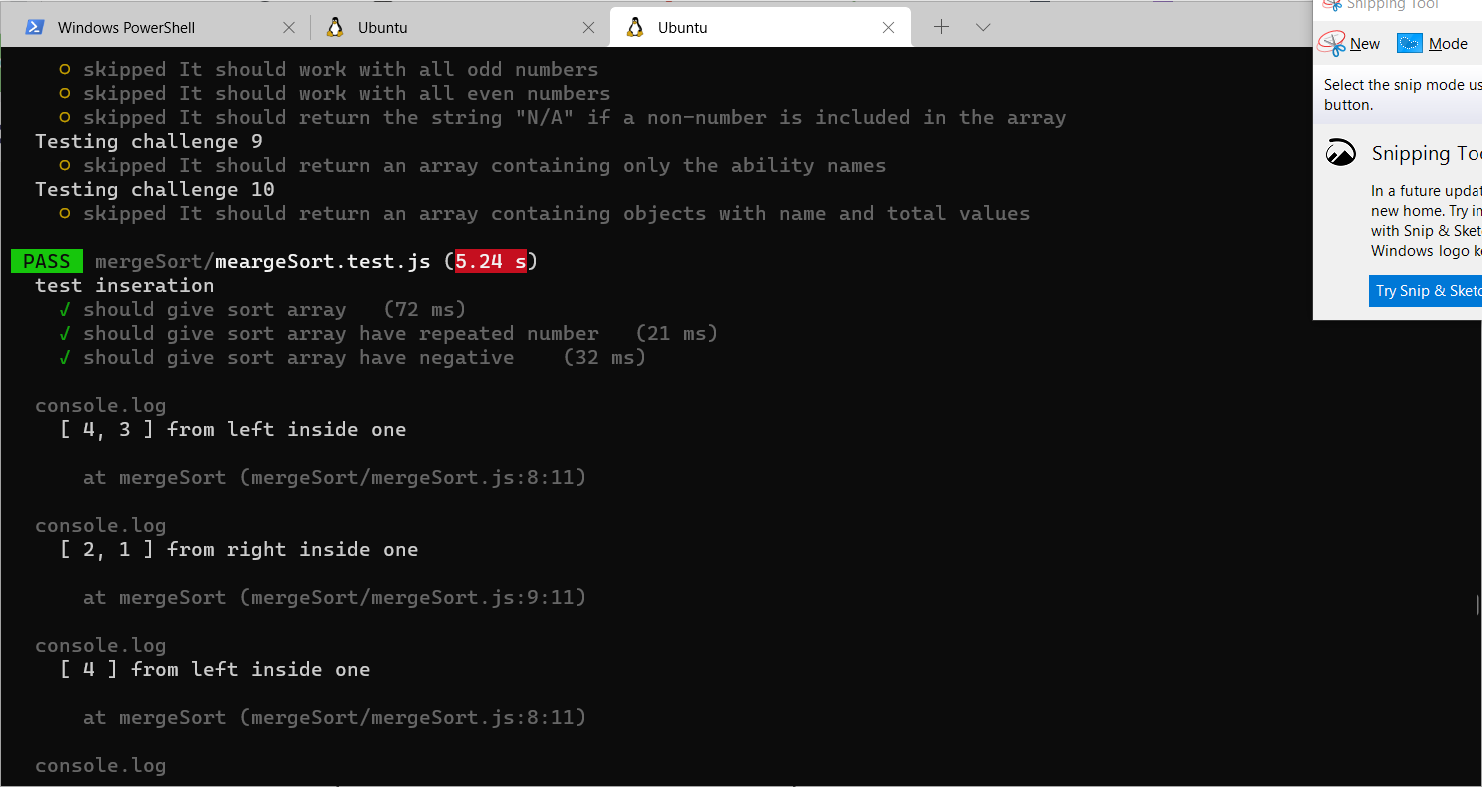 Windows PowerShell
Ubuntu
Ubuntu
○ skipped It should work with all odd numbers
○ skipped It should work with all even numbers
○ skipped It should return the string "N/A" if a non-number is included in the array
Testing challenge 9
○ skipped It should return an array containing only the ability names
Testing challenge 10
○ skipped It should return an array containing objects with name and total values
PASS mergeSort/meargeSort.test.js (5.24 s)
test inseration
√ should give sort array (72 ms)
√ should give sort array have repeated number (21 ms)
√ should give sort array have negative (32 ms)
console.log
[ 4, 3 ] from left inside one
at mergeSort (mergeSort/mergeSort.js:8:11)
console.log
[ 2, 1 ] from right inside one
at mergeSort (mergeSort/mergeSort.js:9:11)
console.log
[ 4 ] from left inside one
at mergeSort (mergeSort/mergeSort.js:8:11)
console.log
Snipping Tool
New Mode
Select the snip mode us
button.
Snipping Too
In a future updat
new home. Try im
with Snip & Sket
Windows logo k
Try Snip & Sketc